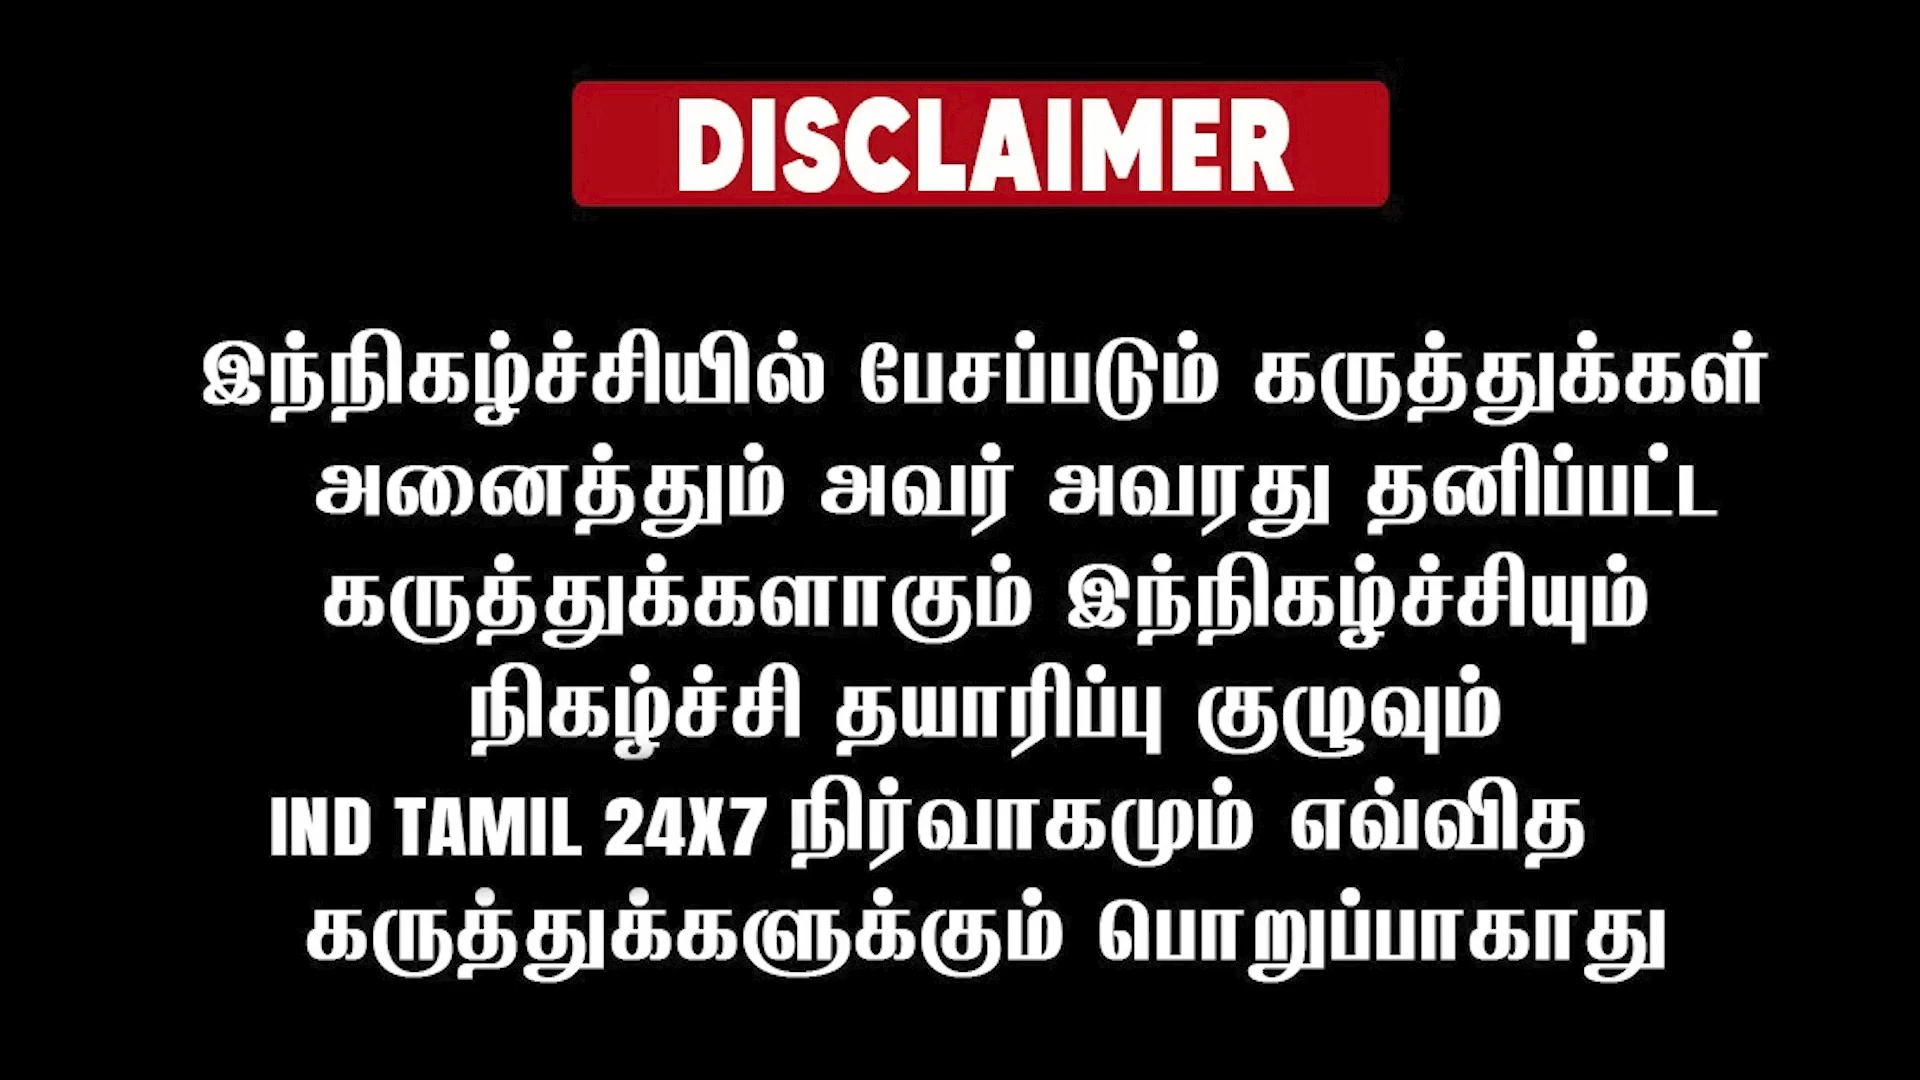 DISCLAIMER
இந்நிகழ்ச்சியில் பேசப்படும் கருத்துக்கள்
அனைத்தும் அவர் அவரது தனிப்பட்ட
கருத்துக்களாகும் இந்நிகழ்ச்சியும்
நிகழ்ச்சி தயாரிப்பு குழுவும்
IND TAMIL 24X7 நிர்வாகமும் எவ்வித
கருத்துக்களுக்கும் பொறுப்பாகாது